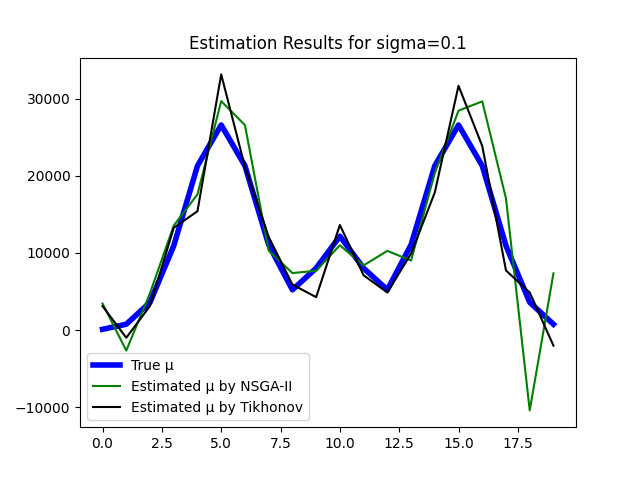 Estimation Results for sigma=0.1
30000
20000
10000
0
−10000
True μ
Estimated μ by NSGA-II
Estimated μ by Tikhonov
0.0 2.5 5.0 7.5 10.0 12.5 15.0 17.5